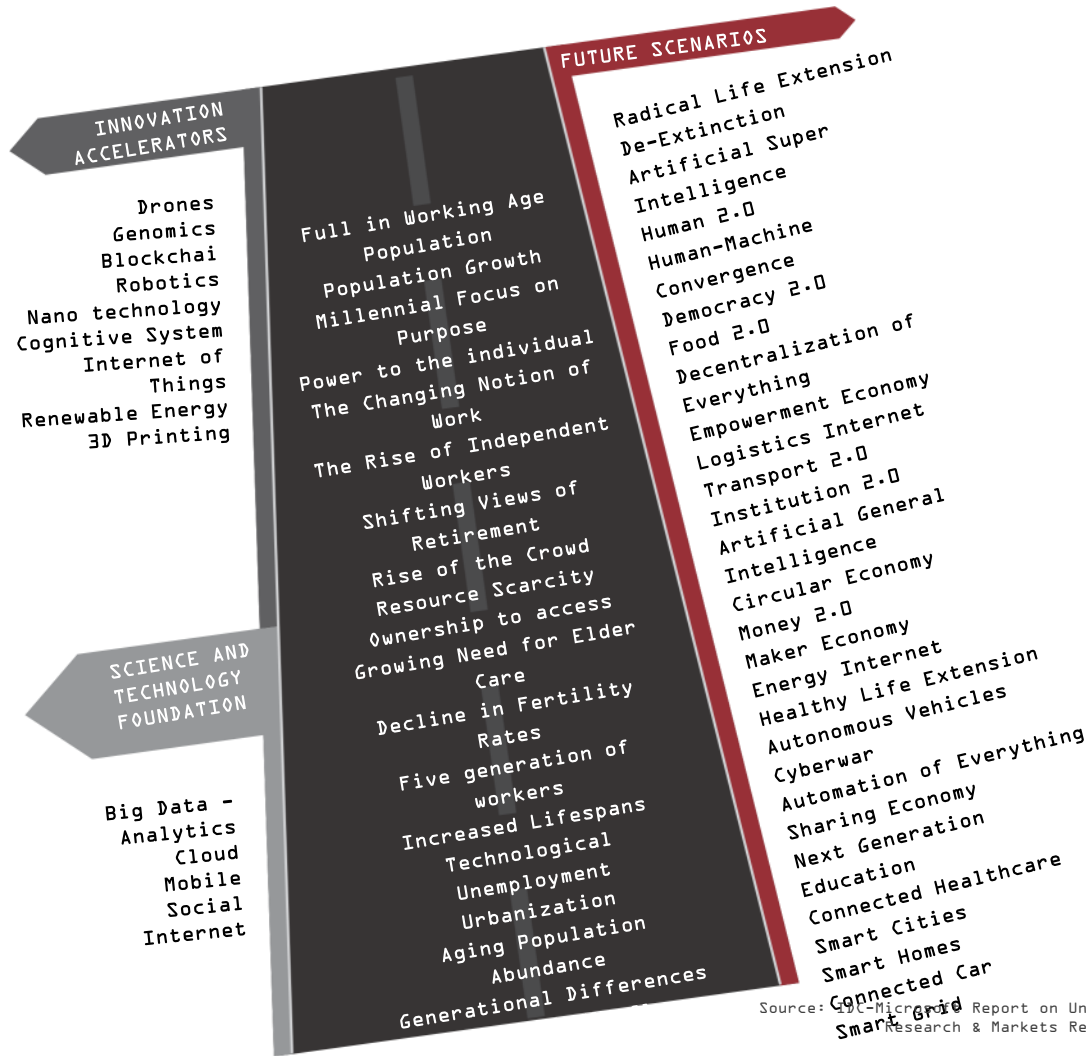 INNOVATION
ACCELERATORS
Drones
Genomics
Blockchai
Robotics
Nano technology
Cognitive System
Internet of
Things
Renewable Energy
3D Printing
SCIENCE AND
TECHNOLOGY
FOUNDATION
Big Data -
Analytics
Cloud
Mobile
Social
Internet
Full in Working Age
Population
Population Growth
Millennial Focus on
Purpose
Power to the individual
The Changing Notion of
Work
The Rise of Independent
Workers
Shifting Views of
Retirement
Rise of the Crowd
Resource Scarcity
Ownership to access
Growing Need for Elder
Care
Decline in Fertility
Rates
Five generation of
workers
Increased Lifespans
Technological
Unemployment
Urbanization
Aging Population
Abundance
Generational Differences
FUTURE SCENARIOS
Radical Life Extension
De-Extinction
Artificial Super
Intelligence
Human 2.0
Human-Machine
Convergence
Democracy 2.0
Food 2.0
Decentralization of
Everything
Empowerment Economy
Logistics Internet
Transport 2.0
Institution 2.0
Artificial General
Intelligence
Circular Economy
Money 2.0
Maker Economy
Energy Internet
Healthy Life Extension
Autonomous Vehicles
Cyberwar
Automation of Everything
Sharing Economy
Next Generation
Education
Connected Healthcare
Smart Cities
Smart Homes
Connected Car
Smart Grid
Source: IDC-Microsoft Report on Un
Research & Markets Re